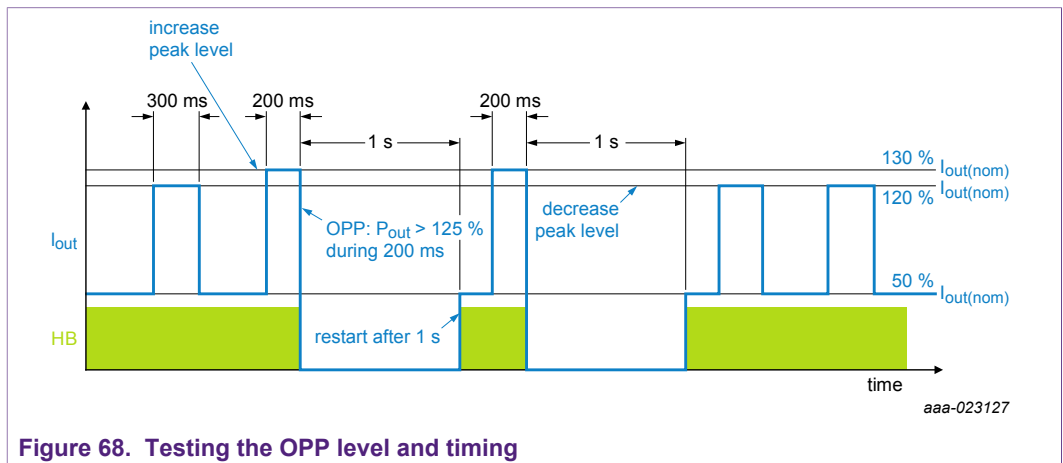 increase
peak level
300 ms
200 ms
200 ms
1 s
1 s
130 %
I_out(nom)
I_out(nom)
120 %
decrease
peak level
OPP: P_out > 125 %
during 200 ms
I_out
50 %
I_out(nom)
HB
restart after 1 s
time
aaa-023127
Figure 68. Testing the OPP level and timing